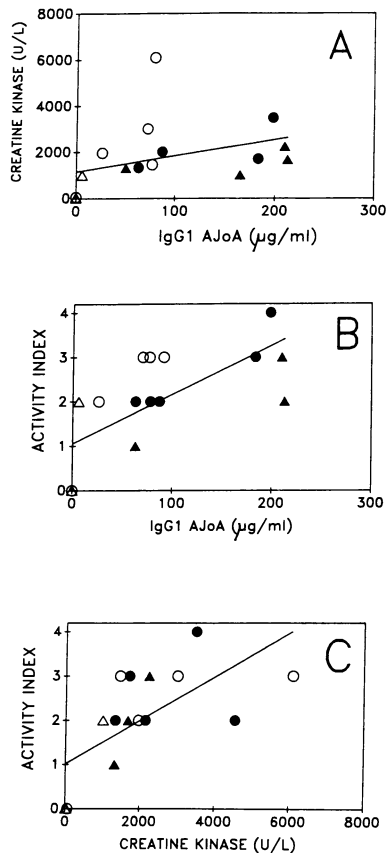 A
8000
6000
4000
2000
0
CREATINE KINASE (U/L)
0 100 200 300
IgG1 AJoA (μg/ml)
B
4
3
2
1
0
ACTIVITY INDEX
0 100 200 300
IgG1 AJoA (μg/ml)
C
4
3
2
1
0
ACTIVITY INDEX
0 2000 4000 6000 8000
CREATINE KINASE (U/L)